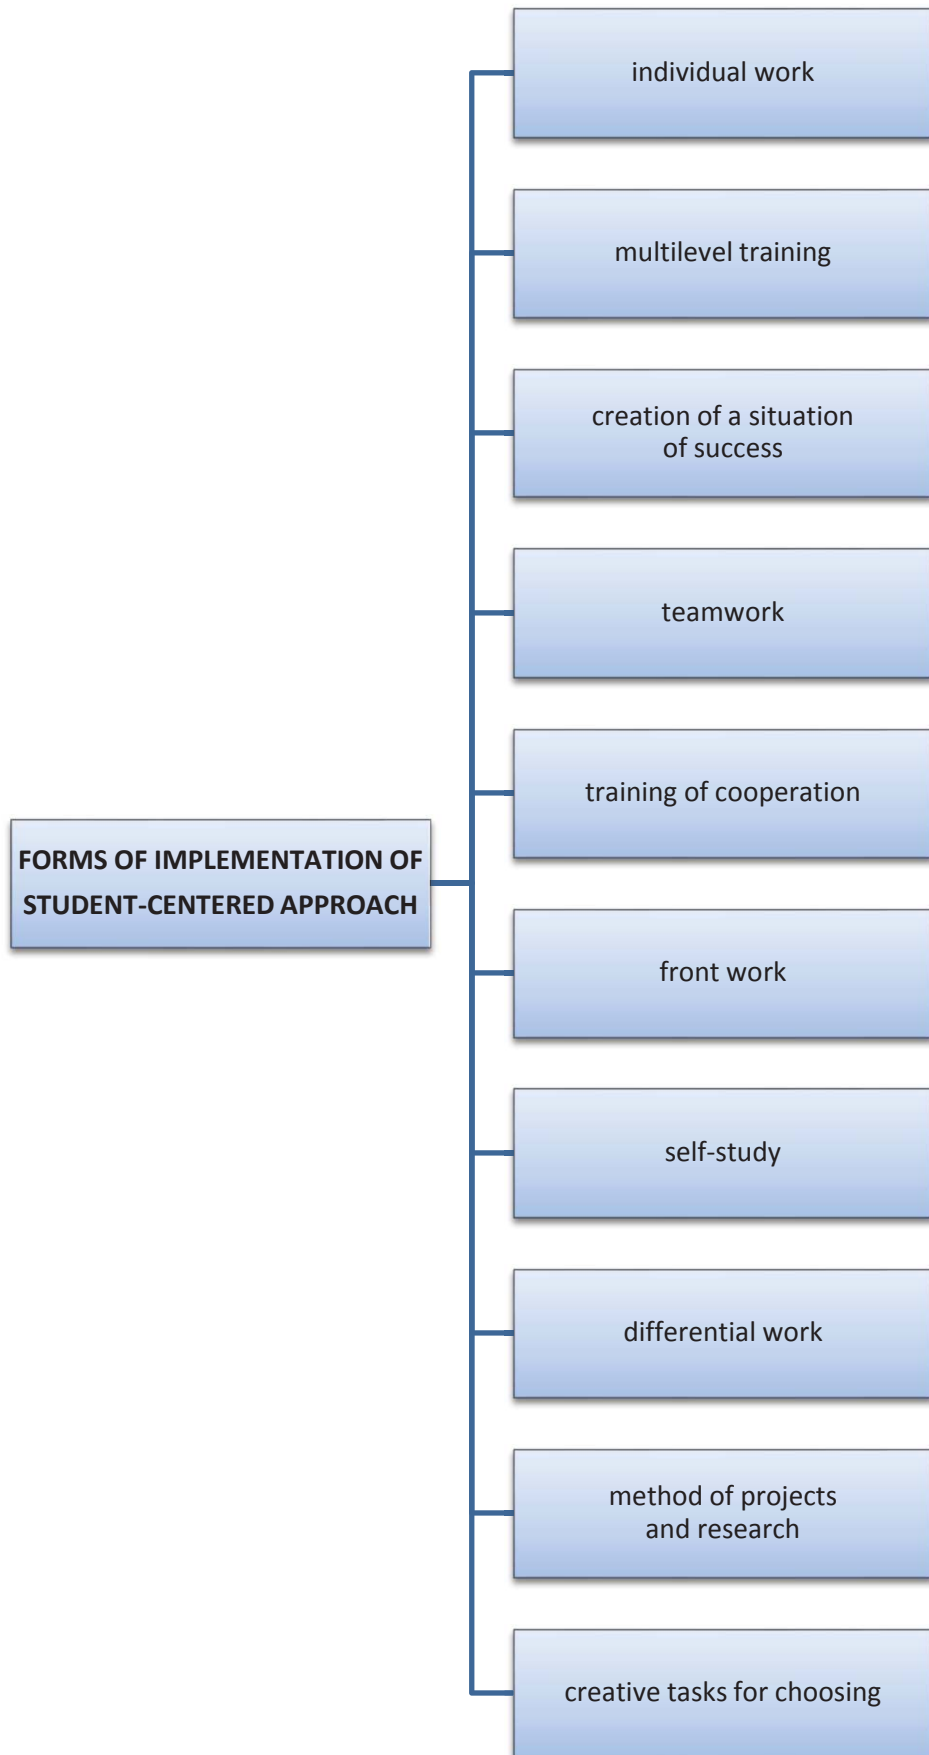 individual work
multilevel training
creation of a situation
of success
teamwork
training of cooperation
FORMS OF IMPLEMENTATION OF
STUDENT-CENTERED APPROACH
front work
self-study
differential work
method of projects
and research
creative tasks for choosing